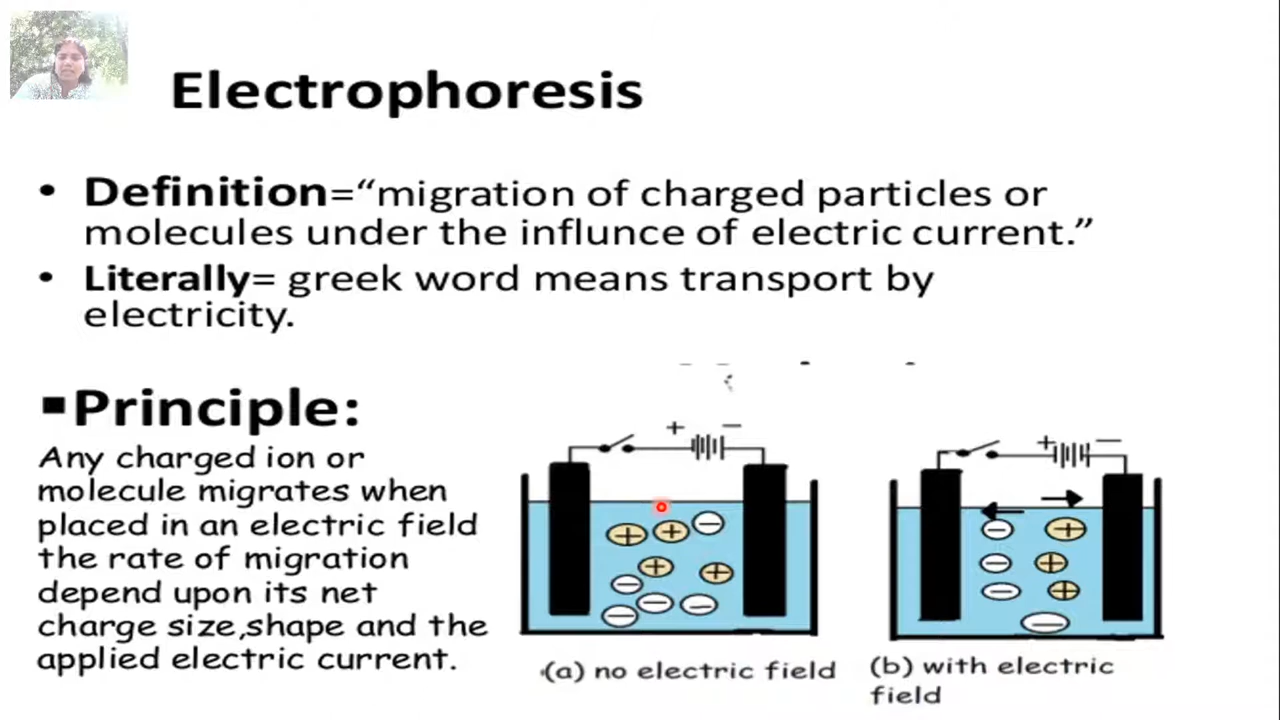 Electrophoresis
• Definition=“migration of charged particles or
molecules under the influnce of electric current.”
• Literally= greek word means transport by
electricity.
▪Principle:
Any charged ion or
molecule migrates when
placed in an electric field
the rate of migration
depend upon its net
charge size,shape and the
applied electric current.
+ −
+ + −
+ +
−
− − −
(a) no electric field
+ −
− +
− +
− +
−
(b) with electric
field